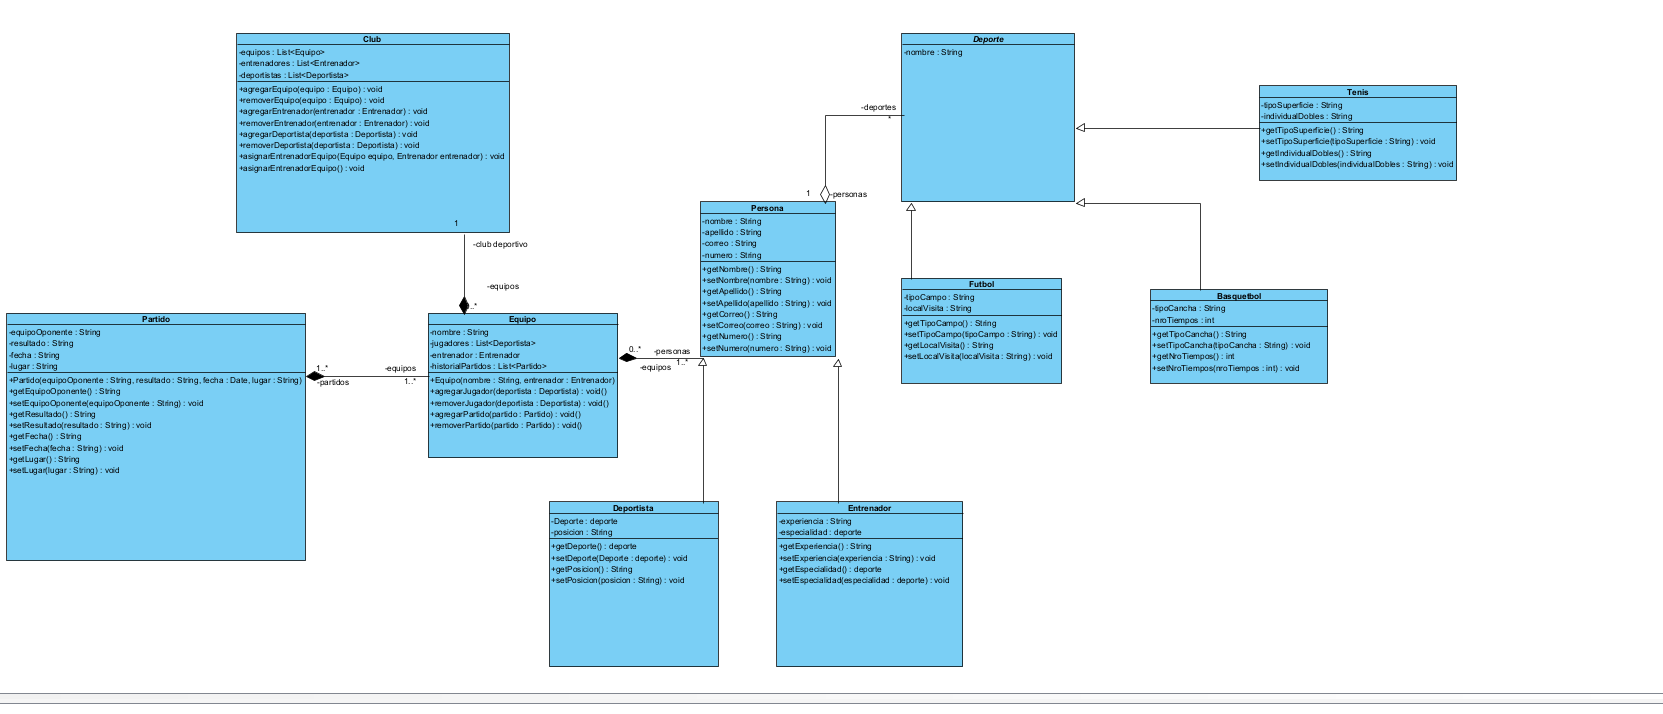 Club
-equipos : List<Equipo>
-entrenadores : List<Entrenador>
-deportistas : List<Deportista>
+agregarEquipo(equipo : Equipo) : void
+removerEquipo(equipo : Equipo) : void
+agregarEntrenador(entrenador : Entrenador) : void
+removerEntrenador(entrenador : Entrenador) : void
+agregarDeportista(deportista : Deportista) : void
+removerDeportista(deportista : Deportista) : void
+asignarEntrenadorEquipo(Equipo equipo, Entrenador entrenador) : void
+asignarEntrenadorEquipo() : void
1
-club deportivo
-equipos
0..*
Partido
-equipoOponente : String
-resultado : String
-fecha : String
-lugar : String
+Partido(equipoOponente : String, resultado : String, fecha : Date, lugar : String)
+getEquipoOponente() : String
+setEquipoOponente(equipoOponente : String) : void
+getResultado() : String
+setResultado(resultado : String) : void
+getFecha() : String
+setFecha(fecha : String) : void
+getLugar() : String
+setLugar(lugar : String) : void
1..*
-partidos
-equipos
1..*
Equipo
-nombre : String
-jugadores : List<Deportista>
-entrenador : Entrenador
-historialPartidos : List<Partido>
+Equipo(nombre : String, entrenador : Entrenador)
+agregarJugador(deportista : Deportista) : void()
+removerJugador(deportista : Deportista) : void()
+agregarPartido(partido : Partido) : void()
+removerPartido(partido : Partido) : void()
0..*
-equipos
-personas
1..*
Persona
-nombre : String
-apellido : String
-correo : String
-numero : String
+getNombre() : String
+setNombre(nombre : String) : void
+getApellido() : String
+setApellido(apellido : String) : void
+getCorreo() : String
+setCorreo(correo : String) : void
+getNumero() : String
+setNumero(numero : String) : void
1
-personas
-deportes
*
Deporte
-nombre : String
Tenis
-tipoSuperficie : String
-individualDobles : String
+getTipoSuperficie() : String
+setTipoSuperficie(tipoSuperficie : String) : void
+getIndividualDobles() : String
+setIndividualDobles(individualDobles : String) : void
Futbol
-tipoCampo : String
-localVisita : String
+getTipoCampo() : String
+setTipoCampo(tipoCampo : String) : void
+getLocalVisita() : String
+setLocalVisita(localVisita : String) : void
Basquetbol
-tipoCancha : String
-nroTiempos : int
+getTipoCancha() : String
+setTipoCancha(tipoCancha : String) : void
+getNroTiempos() : int
+setNroTiempos(nroTiempos : int) : void
Deportista
-Deporte : deporte
-posicion : String
+getDeporte() : deporte
+setDeporte(Deporte : deporte) : void
+getPosicion() : String
+setPosicion(posicion : String) : void
Entrenador
-experiencia : String
-especialidad : deporte
+getExperiencia() : String
+setExperiencia(experiencia : String) : void
+getEspecialidad() : deporte
+setEspecialidad(especialidad : deporte) : void